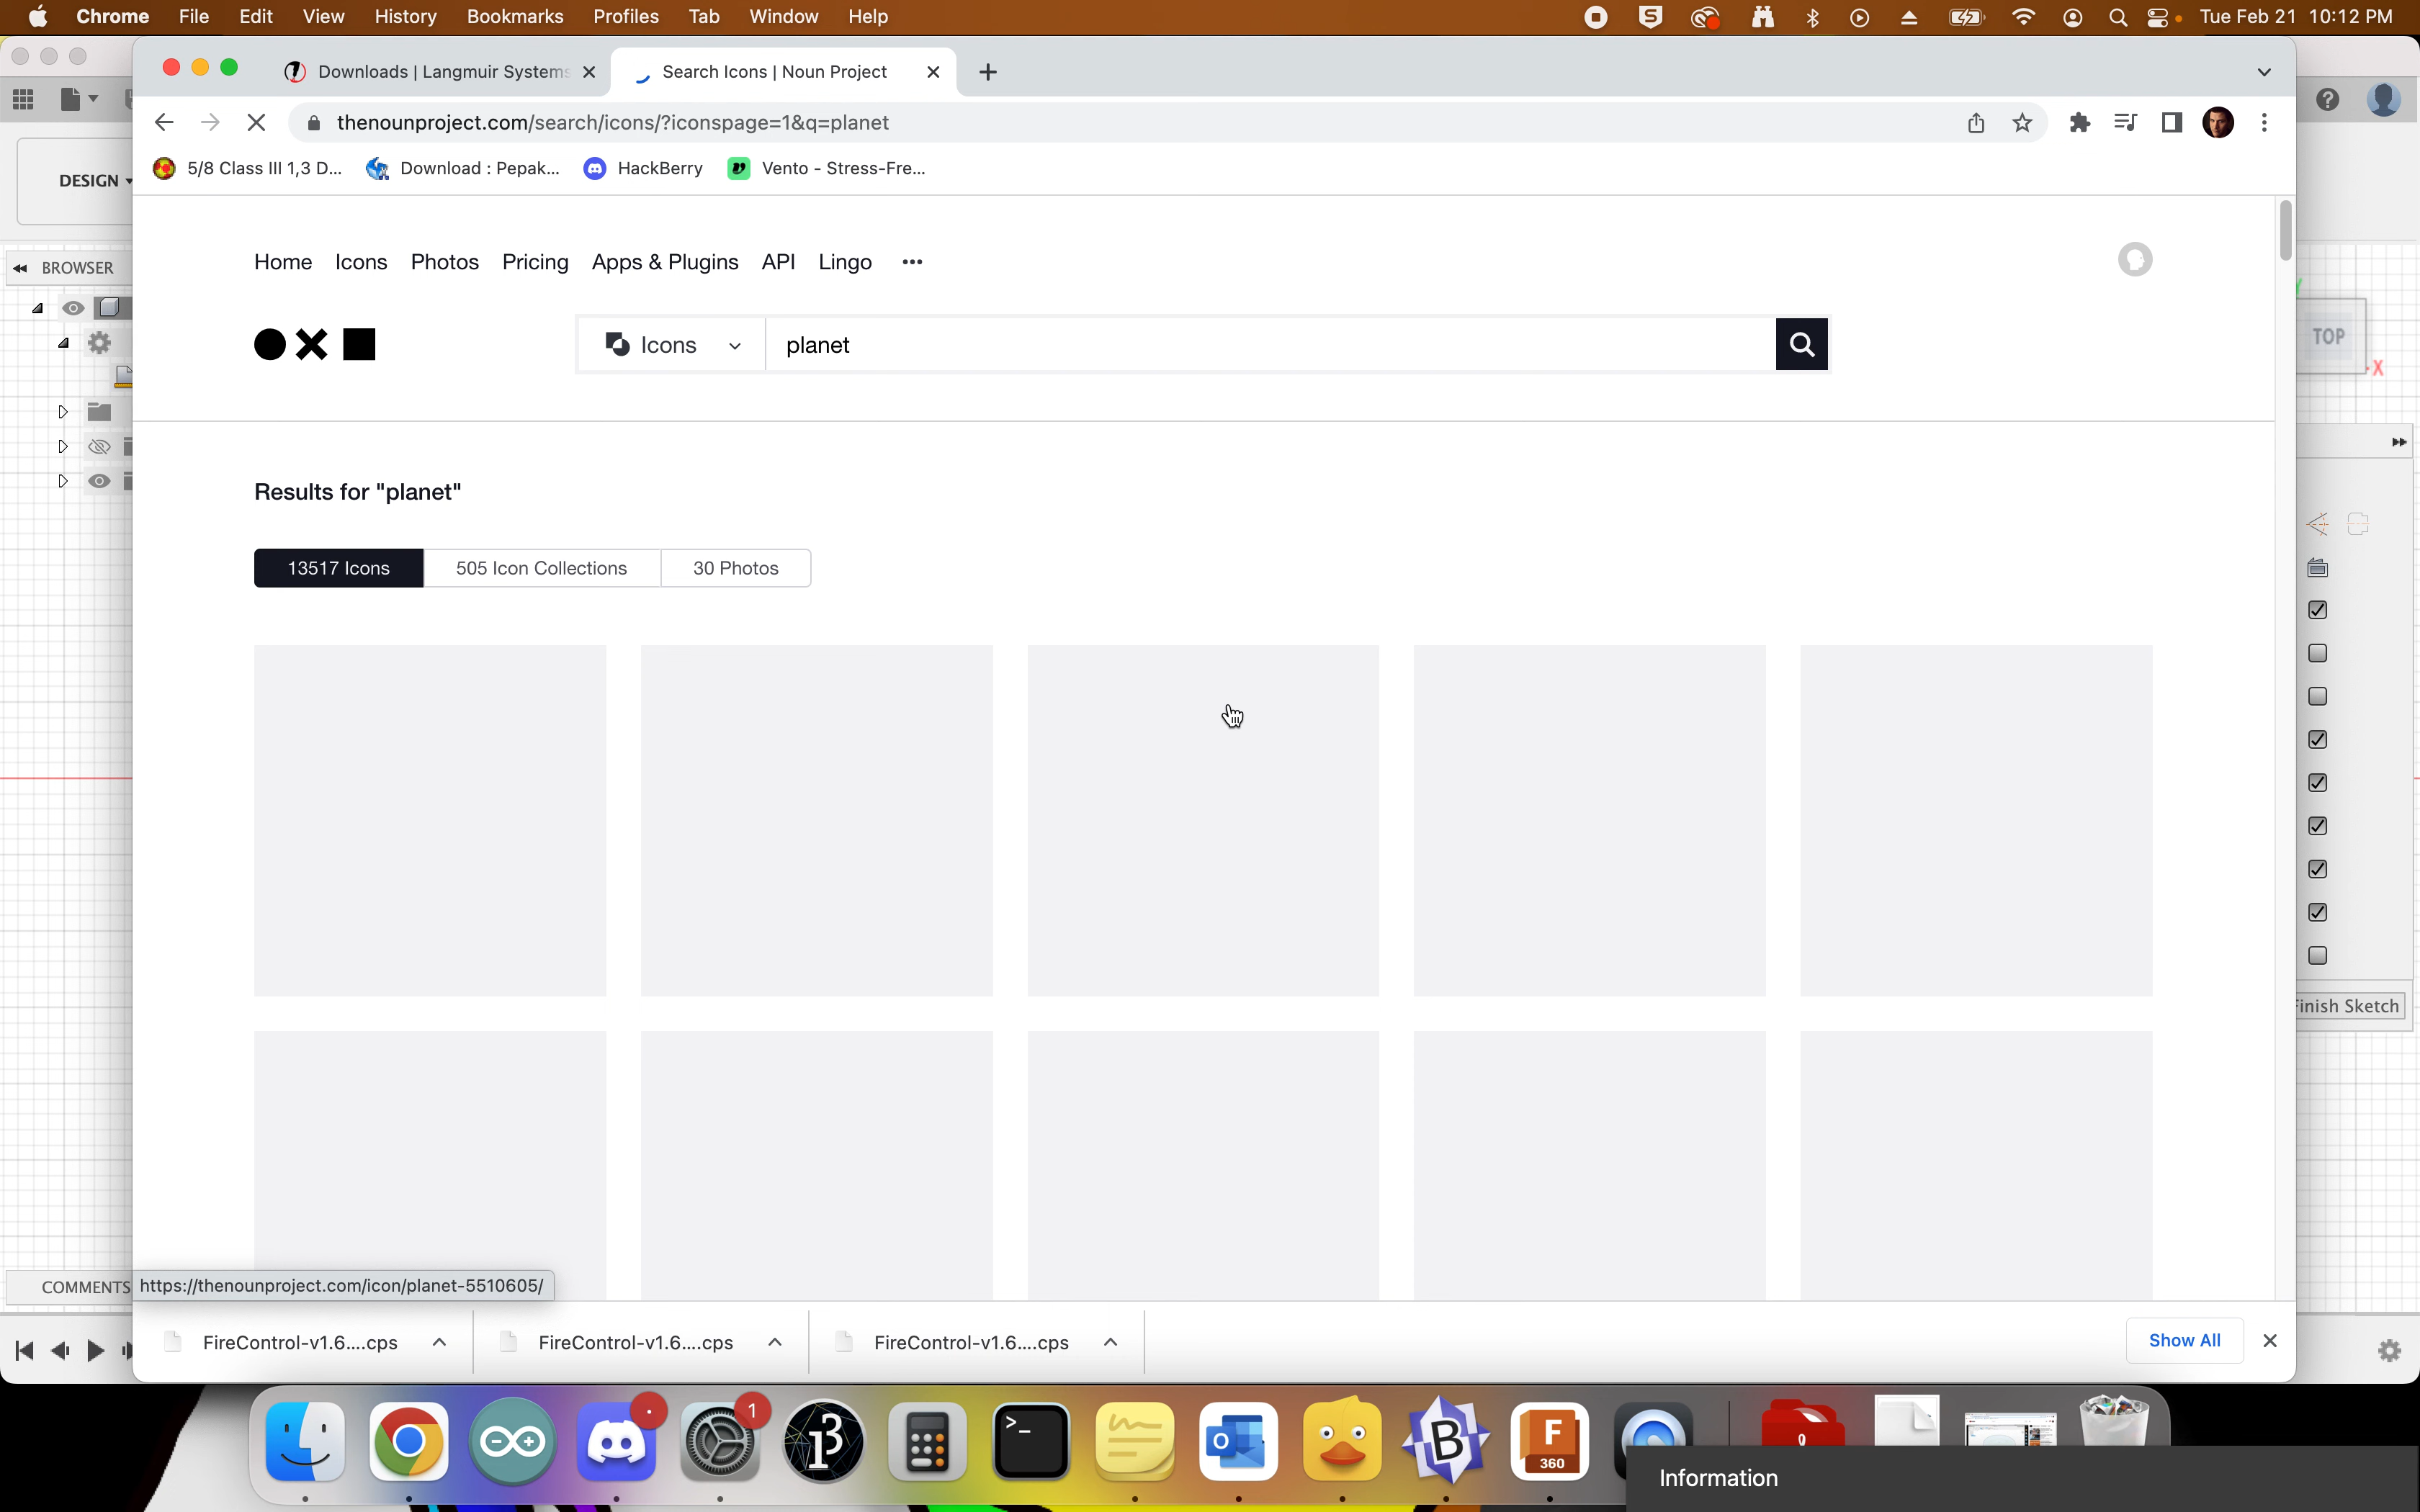 Chrome File Edit View History Bookmarks Profiles Tab Window Help Tue Feb 21 10:12 PM
Downloads | Langmuir Systems Search Icons | Noun Project
thenounproject.com/search/icons/?iconspage=1&q=planet
5/8 Class III 1,3 D... Download : Pepak... HackBerry Vento - Stress-Fre...
DESIGN
BROWSER
Home Icons Photos Pricing Apps & Plugins API Lingo •••
Icons planet
TOP
X
Results for "planet"
13517 Icons 505 Icon Collections 30 Photos
Finish Sketch
COMMENTS
https://thenounproject.com/icon/planet-5510605/
FireControl-v1.6....cps FireControl-v1.6....cps FireControl-v1.6....cps Show All
1
F
360
B
O
Information